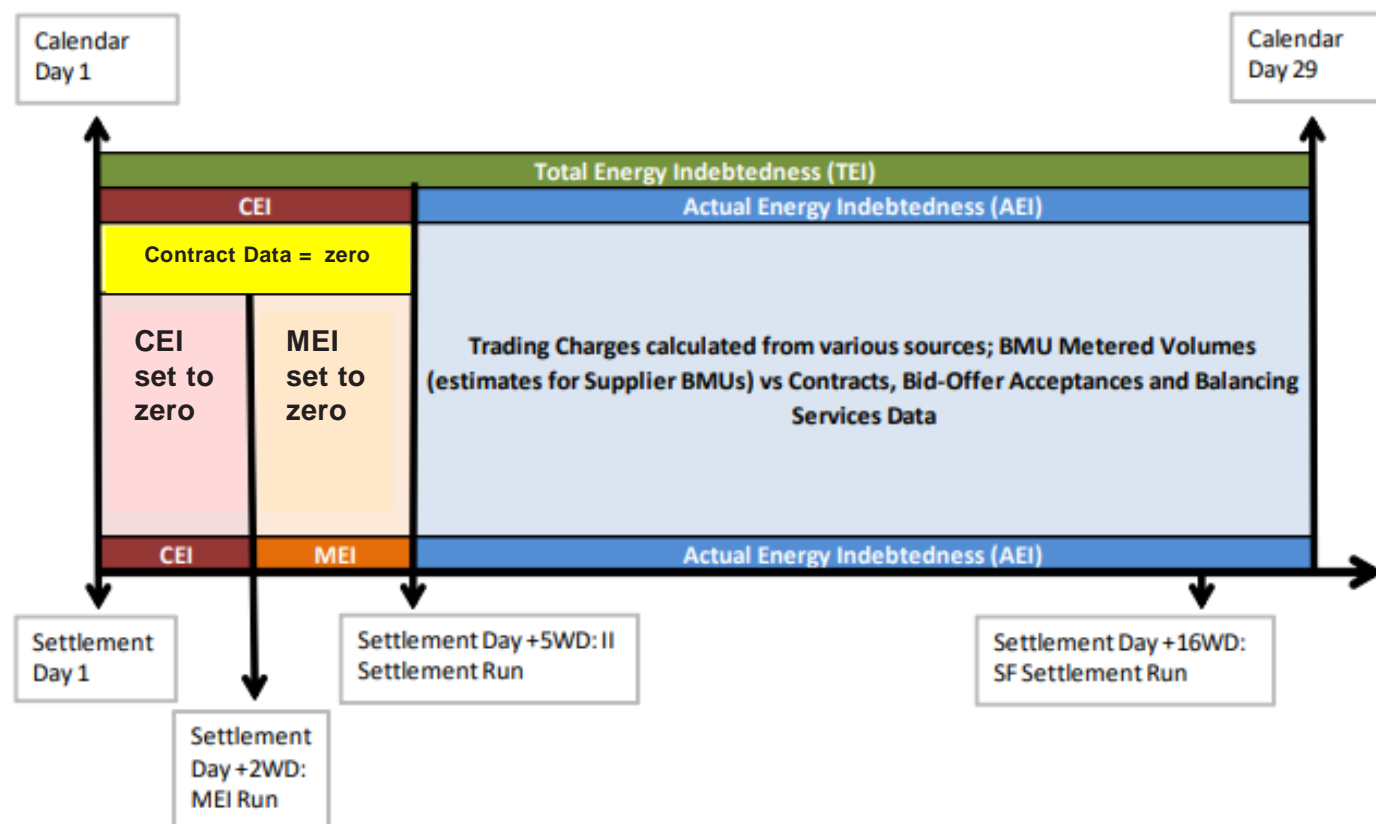 Calendar
Day 1
Calendar
Day 29
Total Energy Indebtedness (TEI)
CEI
Actual Energy Indebtedness (AEI)
Contract Data = zero
CEI
set to
zero
MEI
set to
zero
Trading Charges calculated from various sources; BMU Metered Volumes
(estimates for Supplier BMUs) vs Contracts, Bid-Offer Acceptances and Balancing
Services Data
CEI
MEI
Actual Energy Indebtedness (AEI)
Settlement
Day 1
Settlement Day +5WD: II
Settlement Run
Settlement Day +16WD:
SF Settlement Run
Settlement
Day +2WD:
MEI Run